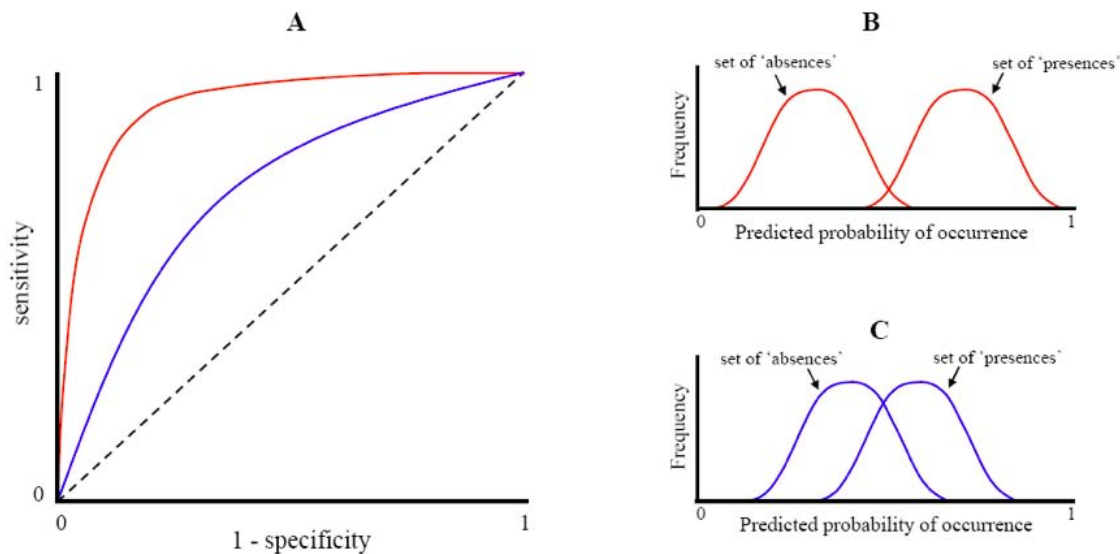 A
1
sensitivity
0
0
1
1 - specificity
B
set of ‘absences’
set of ‘presences’
Frequency
0
1
Predicted probability of occurrence
C
set of ‘absences’
set of ‘presences’
Frequency
0
1
Predicted probability of occurrence